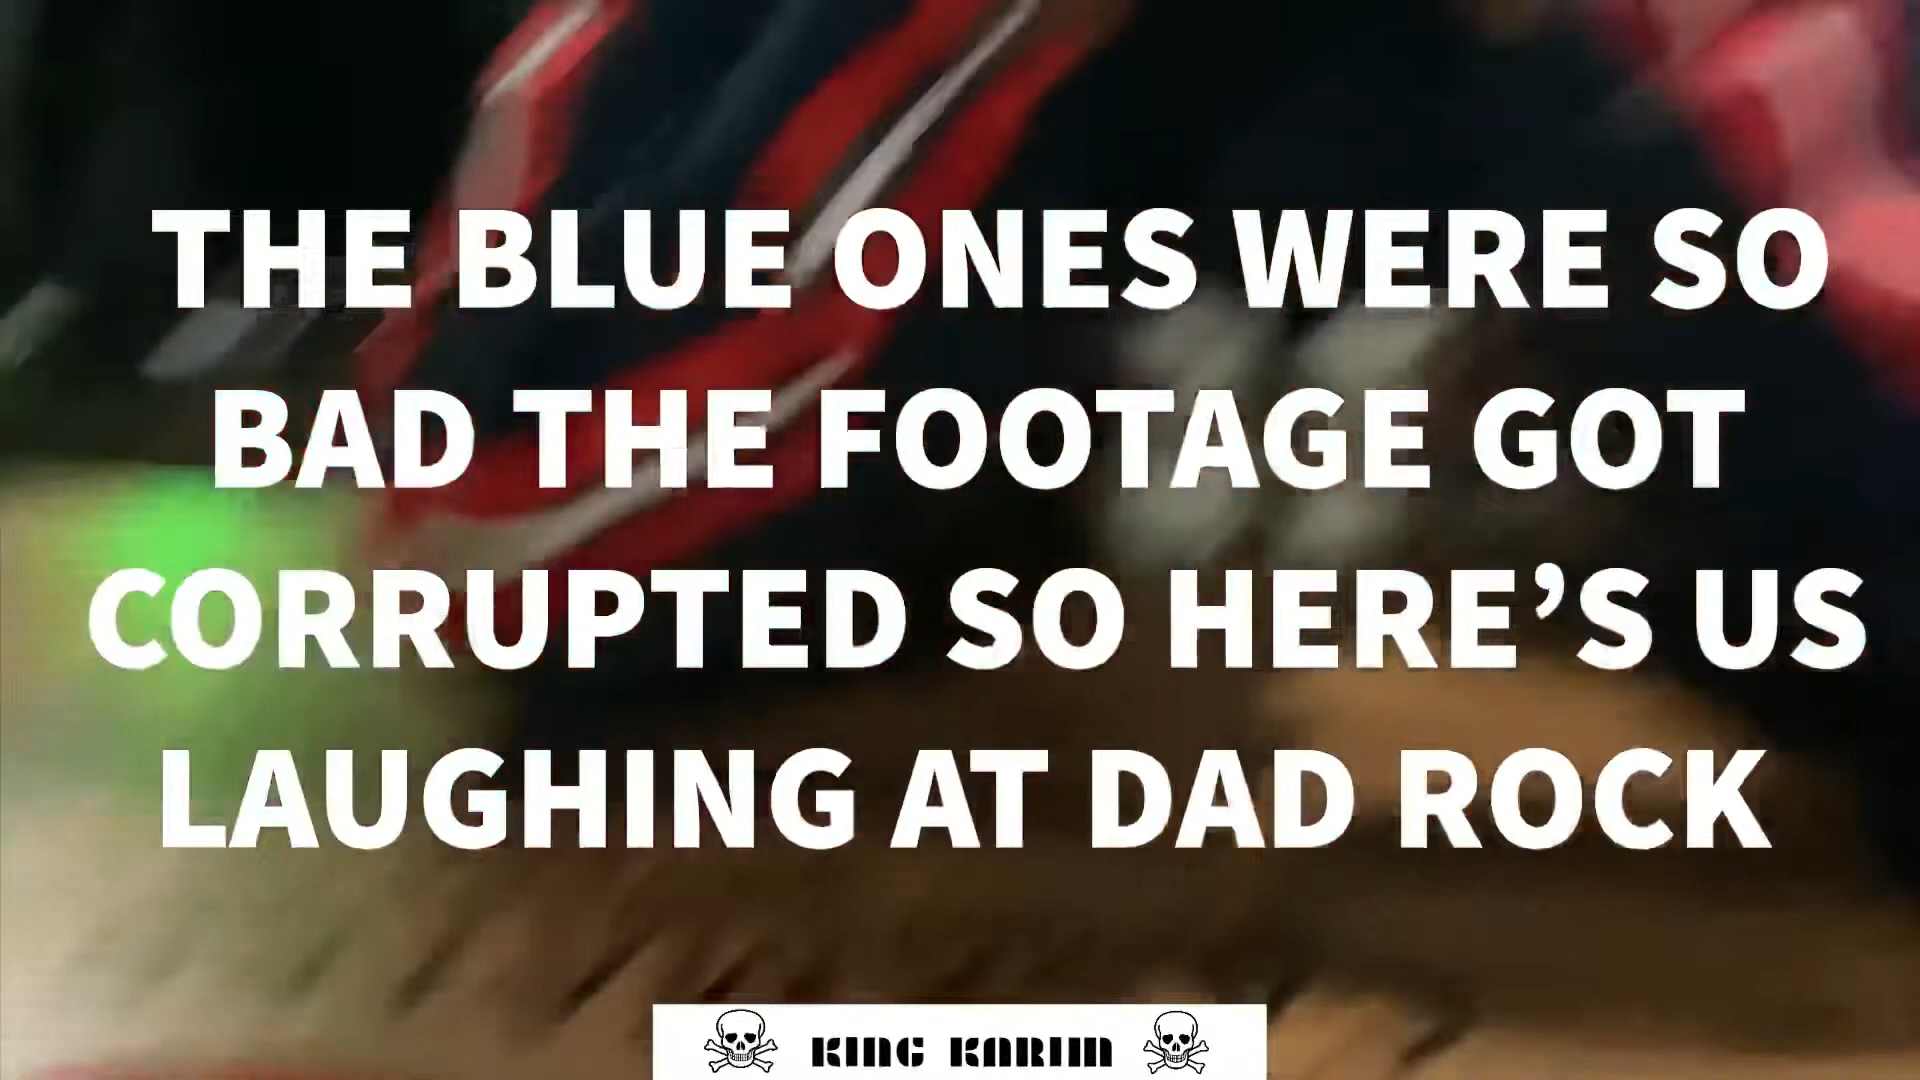 THE BLUE ONES WERE SO
BAD THE FOOTAGE GOT
CORRUPTED SO HERE’S US
LAUGHING AT DAD ROCK
KING KARIM